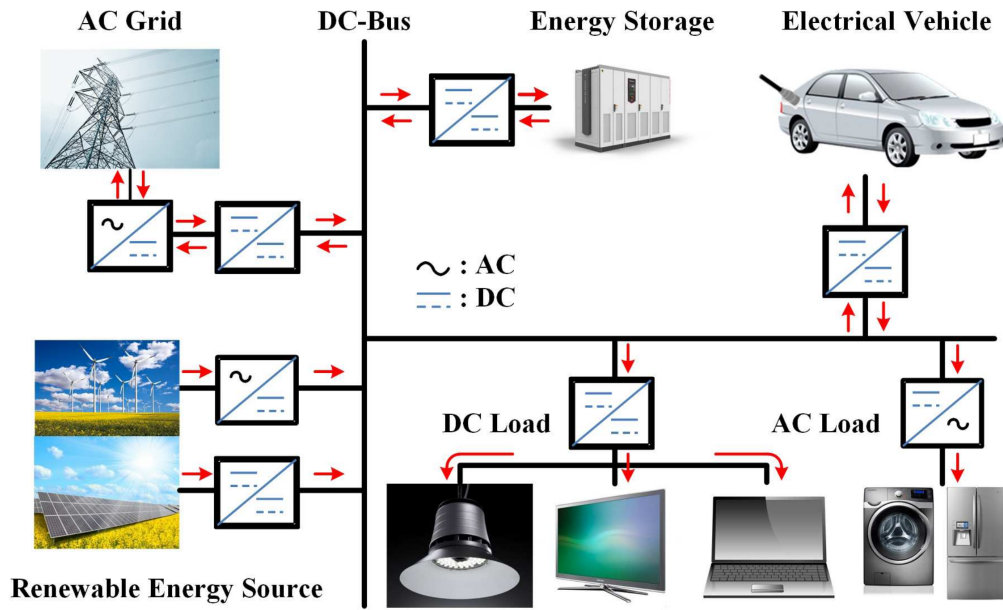 AC Grid
DC-Bus
Energy Storage
Electrical Vehicle
: AC
: DC
DC Load
AC Load
Renewable Energy Source